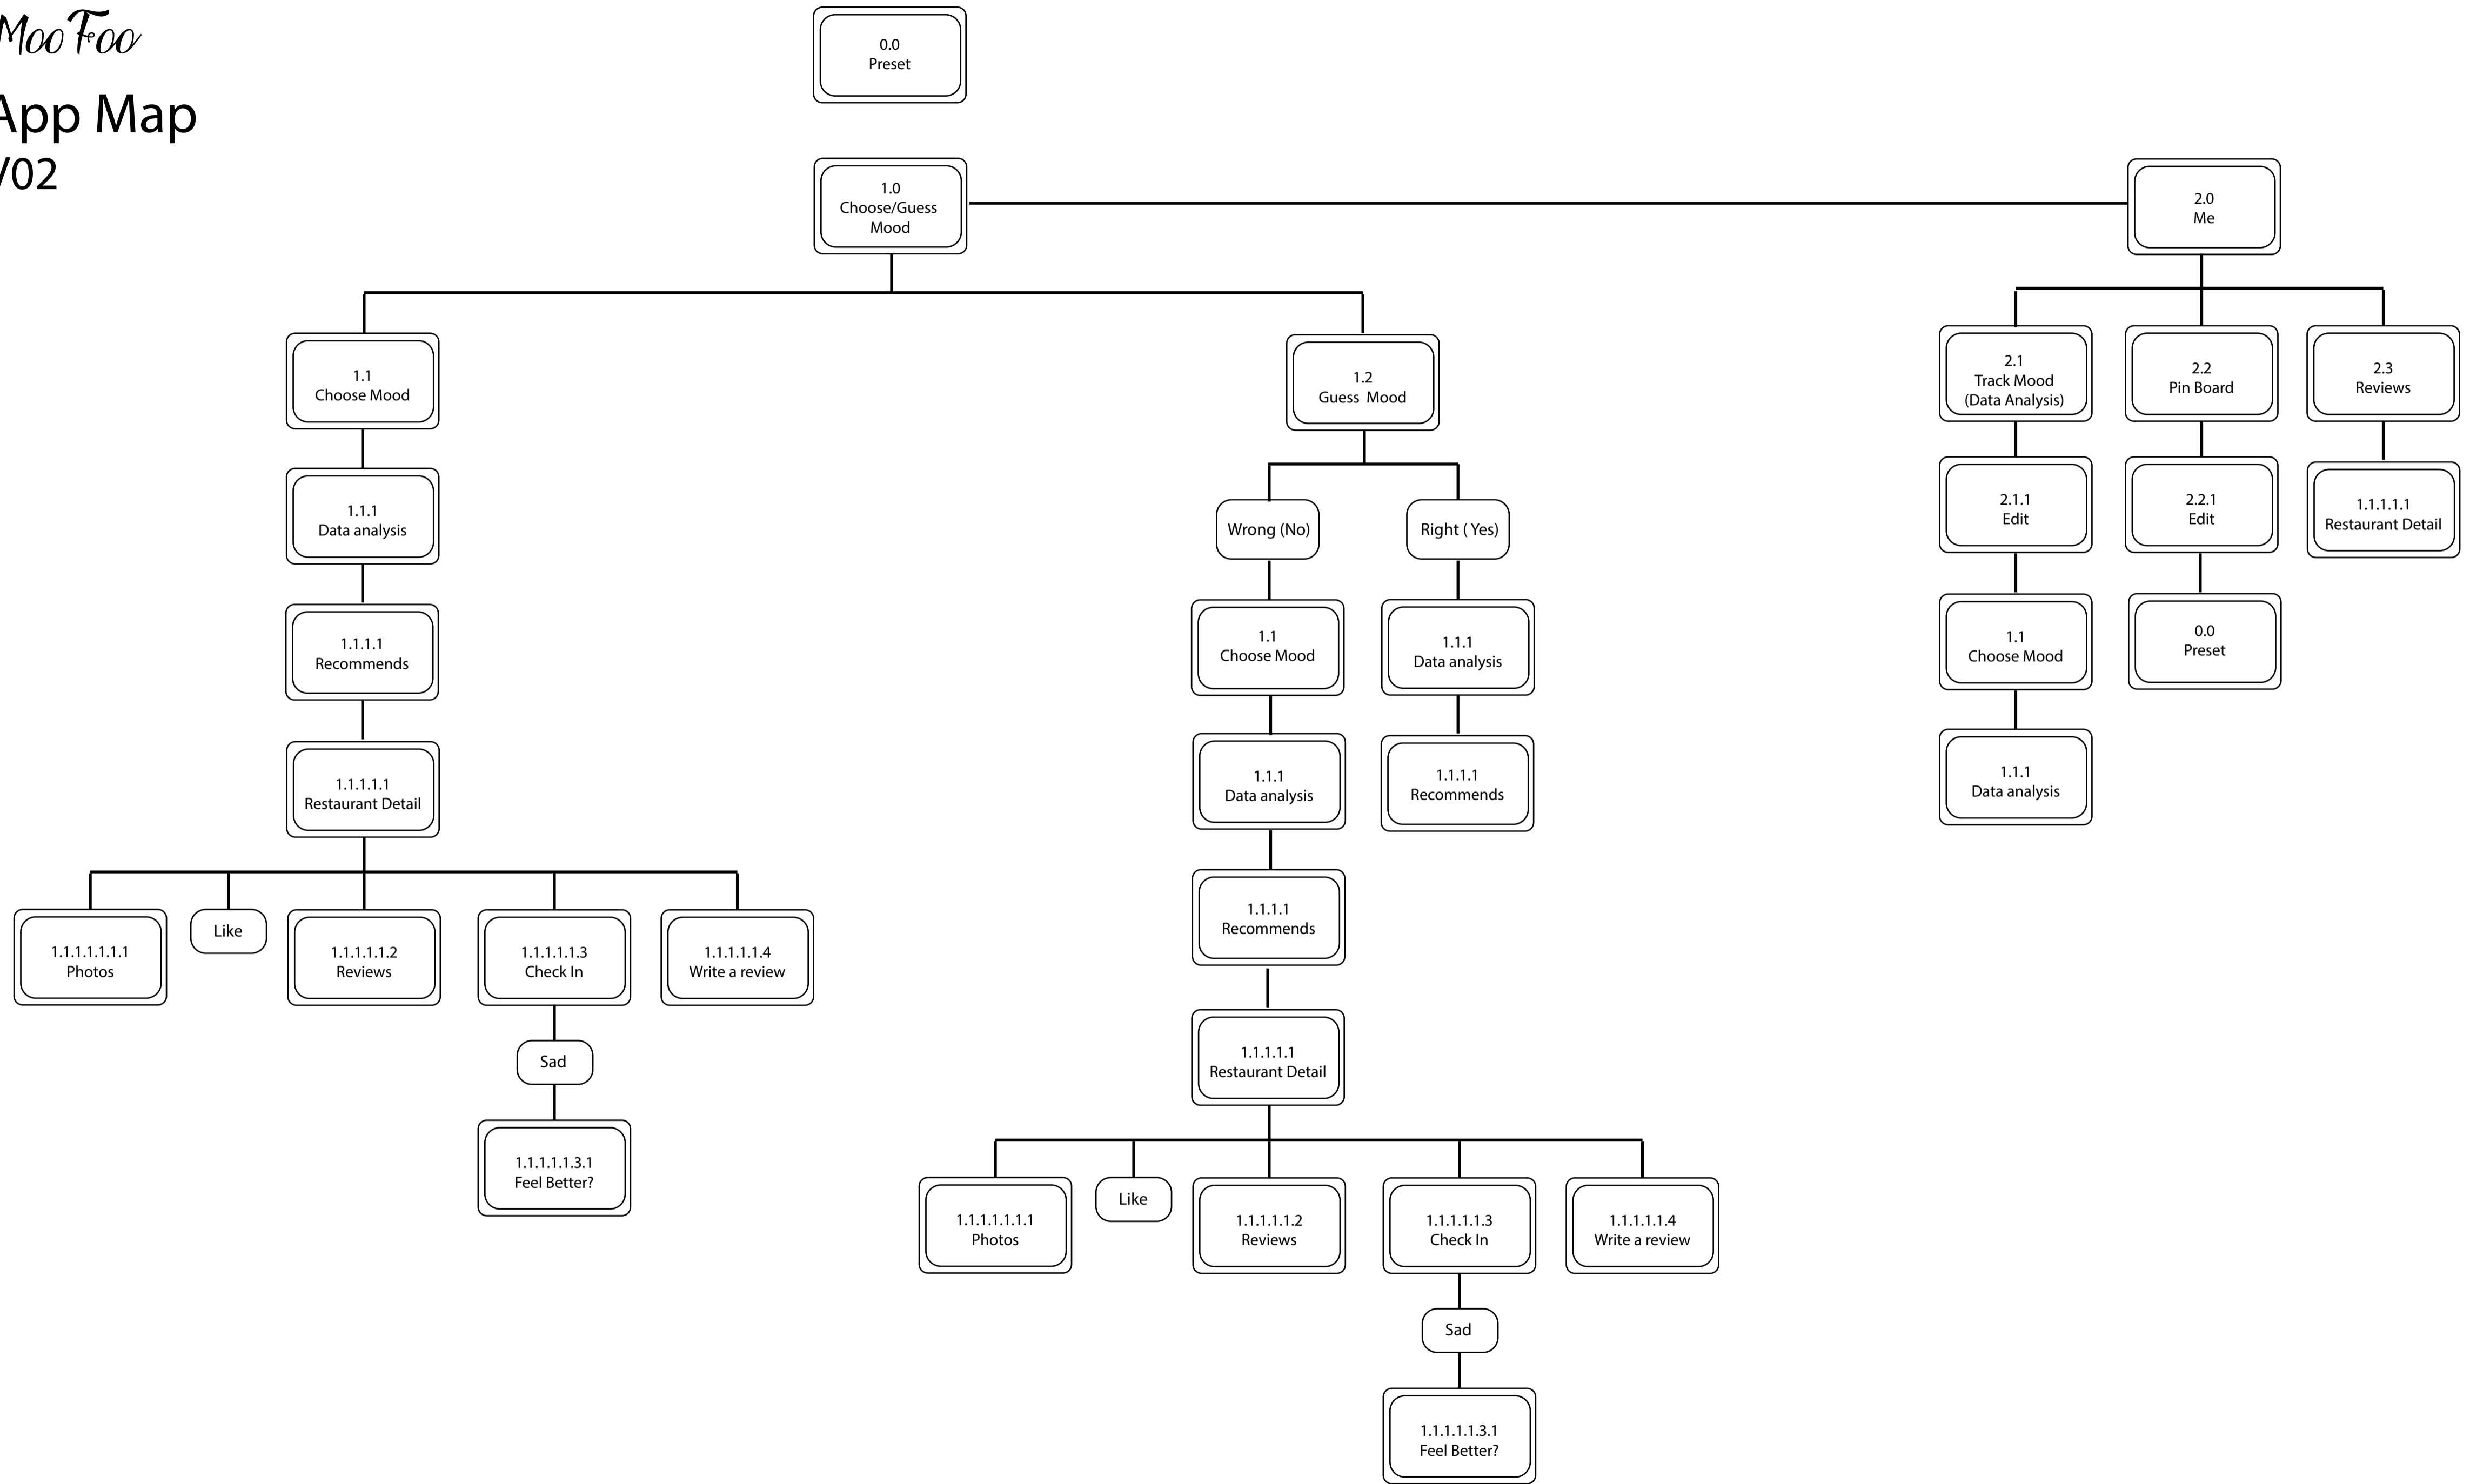 MooFoo
App Map
V02
0.0
Preset
1.0
Choose/Guess
Mood
2.0
Me
1.1
Choose Mood
1.2
Guess  Mood
2.1
Track Mood
(Data Analysis)
2.2
Pin Board
2.3
Reviews
1.1.1
Data analysis
Wrong (No)
Right ( Yes)
2.1.1
Edit
2.2.1
Edit
1.1.1.1.1
Restaurant Detail
1.1.1.1
Recommends
1.1
Choose Mood
1.1.1
Data analysis
1.1
Choose Mood
0.0
Preset
1.1.1.1.1
Restaurant Detail
1.1.1
Data analysis
1.1.1.1
Recommends
1.1.1
Data analysis
1.1.1.1.1.1.1
Photos
Like
1.1.1.1.1.2
Reviews
1.1.1.1.1.3
Check In
1.1.1.1.1.4
Write a review
1.1.1.1
Recommends
Sad
1.1.1.1.1
Restaurant Detail
1.1.1.1.1.3.1
Feel Better?
1.1.1.1.1.1.1
Photos
Like
1.1.1.1.1.2
Reviews
1.1.1.1.1.3
Check In
1.1.1.1.1.4
Write a review
Sad
1.1.1.1.1.3.1
Feel Better?